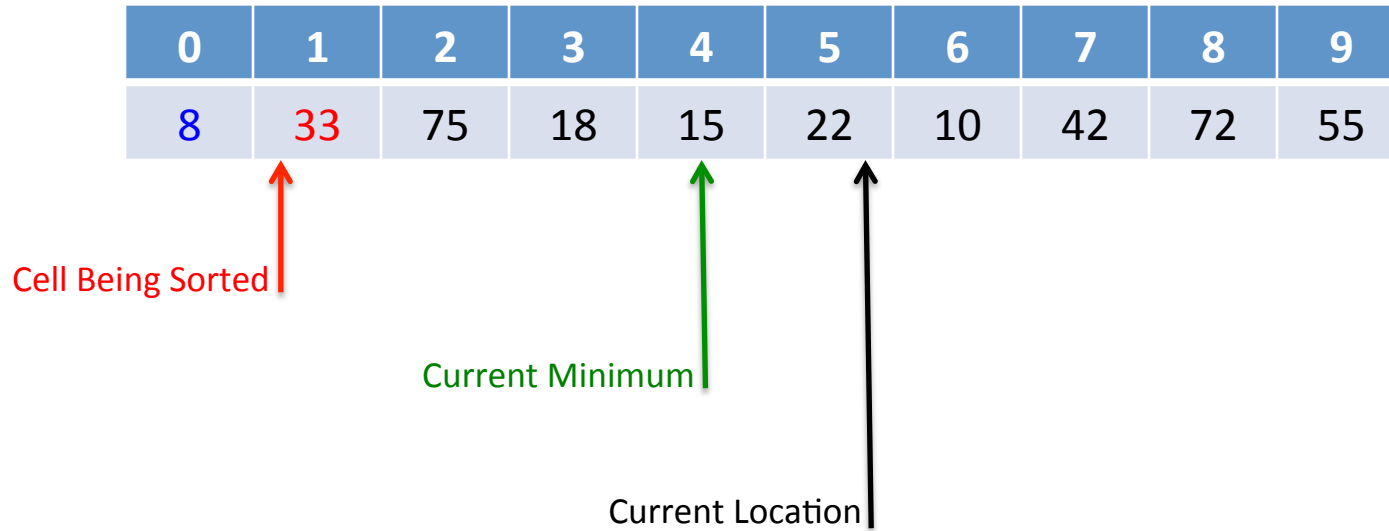 0 1 2 3 4 5 6 7 8 9
8 33 75 18 15 22 10 42 72 55
Cell Being Sorted
Current Minimum
Current Location